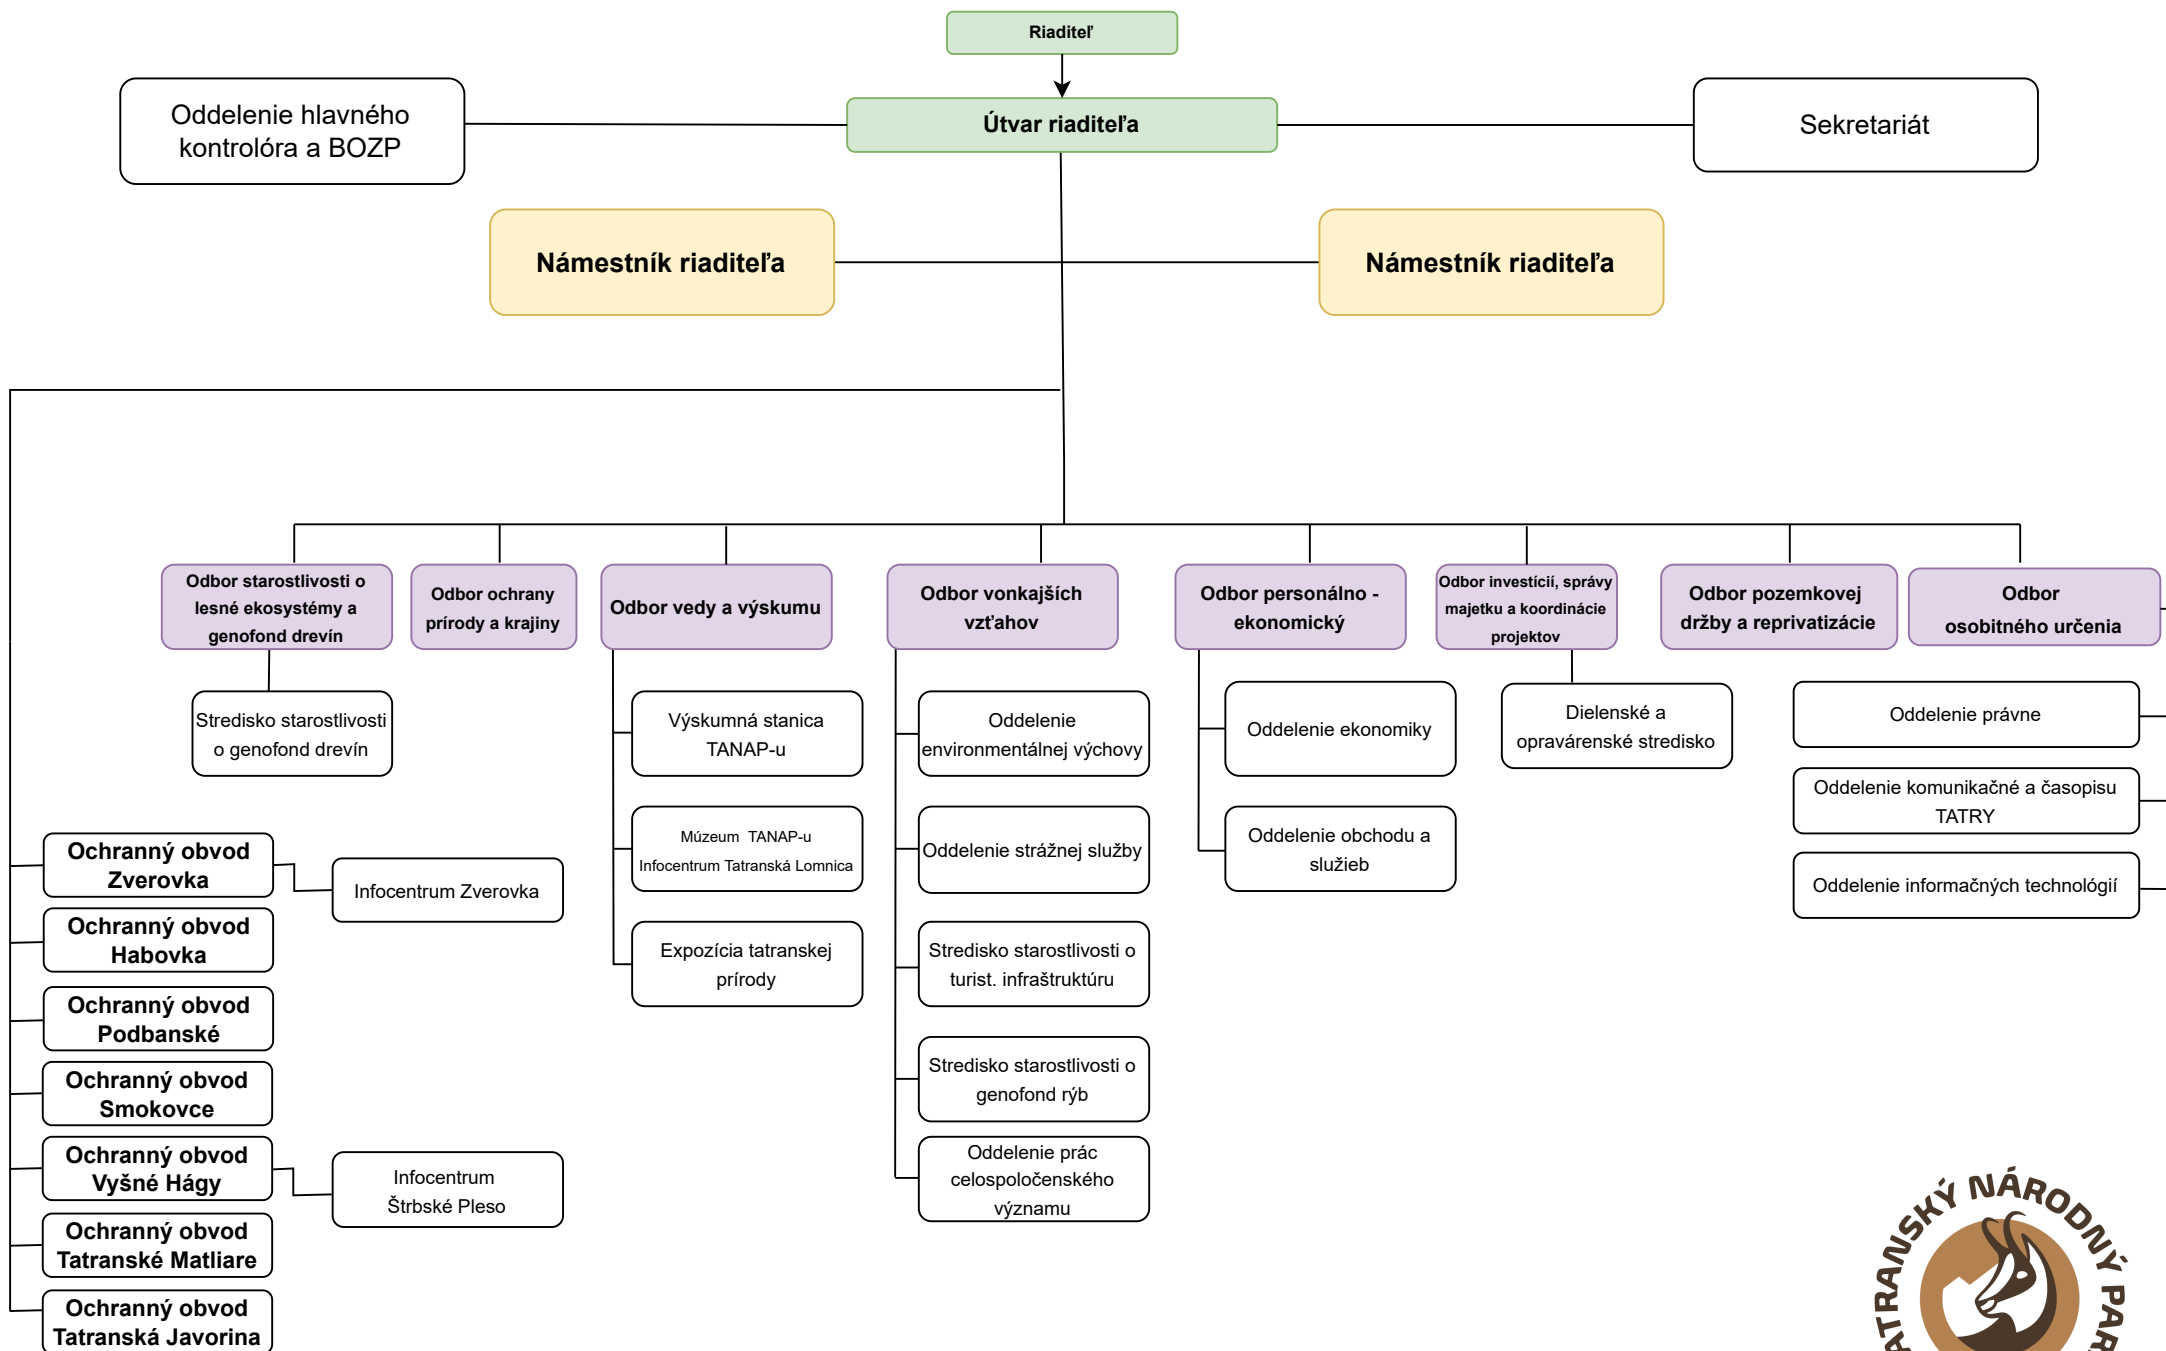 Riaditeľ
Oddelenie hlavného
kontrolóra a BOZP
Útvar riaditeľa
Sekretariát
Námestník riaditeľa
Námestník riaditeľa
Odbor starostlivosti o
lesné ekosystémy a
genofond drevín
Odbor ochrany
prírody a krajiny
Odbor vedy a výskumu
Odbor vonkajších
vzťahov
Odbor personálno -
ekonomický
Odbor investícií, správy
majetku a koordinácie
projektov
Odbor pozemkovej
držby a reprivatizácie
Odbor
osobitného určenia
Stredisko starostlivosti
o genofond drevín
Výskumná stanica
TANAP-u
Múzeum TANAP-u
Infocentrum Tatranská Lomnica
Expozícia tatranskej
prírody
Oddelenie
environmentálnej výchovy
Oddelenie strážnej služby
Stredisko starostlivosti o
turist. infraštruktúru
Stredisko starostlivosti o
genofond rýb
Oddelenie prác
celospoločenského
významu
Oddelenie ekonomiky
Oddelenie obchodu a
služieb
Dielenské a
opravárenské stredisko
Oddelenie právne
Oddelenie komunikačné a časopisu
TATRY
Oddelenie informačných technológií
Ochranný obvod
Zverovka
Infocentrum Zverovka
Ochranný obvod
Habovka
Ochranný obvod
Podbanské
Ochranný obvod
Smokovce
Ochranný obvod
Vyšné Hágy
Infocentrum
Štrbské Pleso
Ochranný obvod
Tatranské Matliare
Ochranný obvod
Tatranská Javorina
ATRANSKÝ NÁRODNÝ PAR